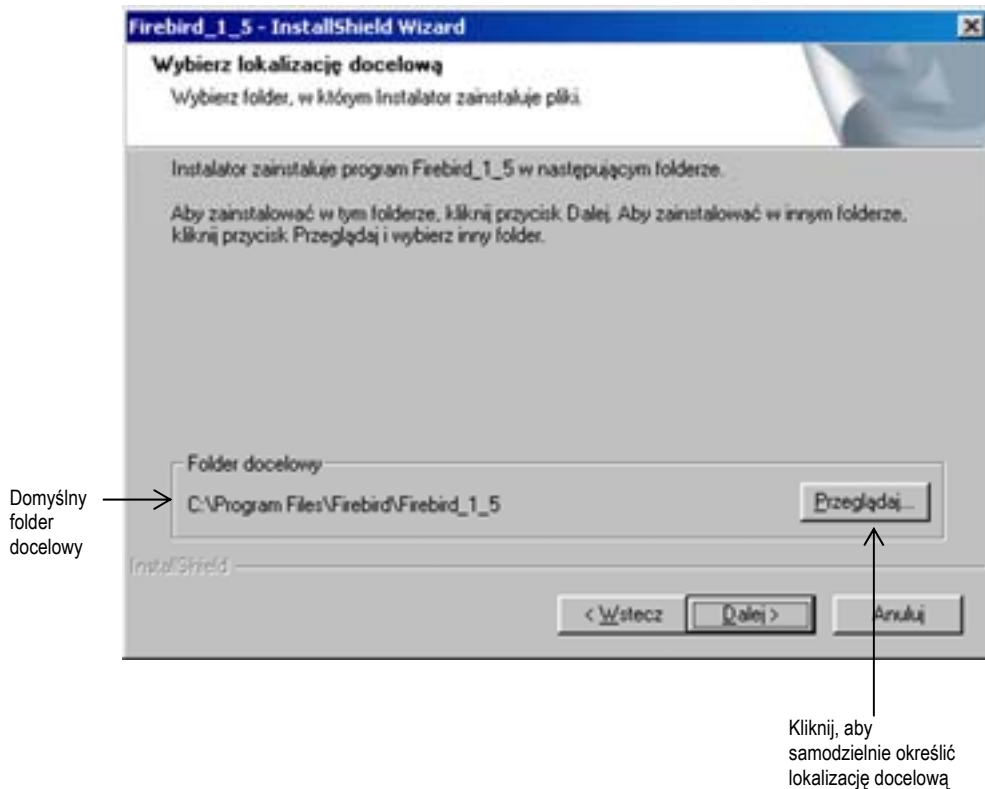 Firebird_1_5 - InstallShield Wizard
Wybierz lokalizację docelową
Wybierz folder, w którym Instalator zainstaluje pliki.
Instalator zainstaluje program Firebird_1_5 w następującym folderze.
Aby zainstalować w tym folderze, kliknij przycisk Dalej. Aby zainstalować w innym folderze,
kliknij przycisk Przeglądaj i wybierz inny folder.
Folder docelowy
C:\Program Files\Firebird\Firebird_1_5
Przeglądaj...
Domyślny
folder
docelowy
InstallShield
< Wstecz
Dalej >
Anuluj
Kliknij, aby
samodzielnie określić
lokalizację docelową